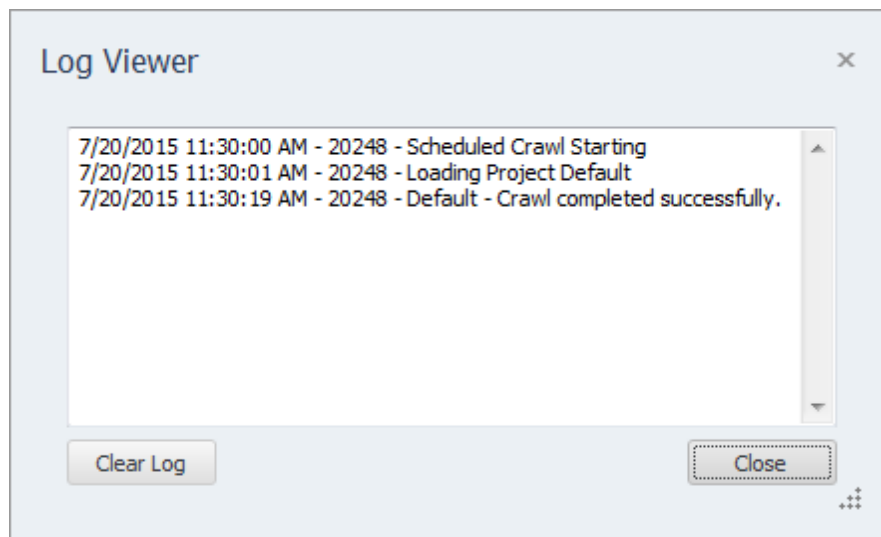 Log Viewer
7/20/2015 11:30:00 AM - 20248 - Scheduled Crawl Starting
7/20/2015 11:30:01 AM - 20248 - Loading Project Default
7/20/2015 11:30:19 AM - 20248 - Default - Crawl completed successfully.
Clear Log
Close